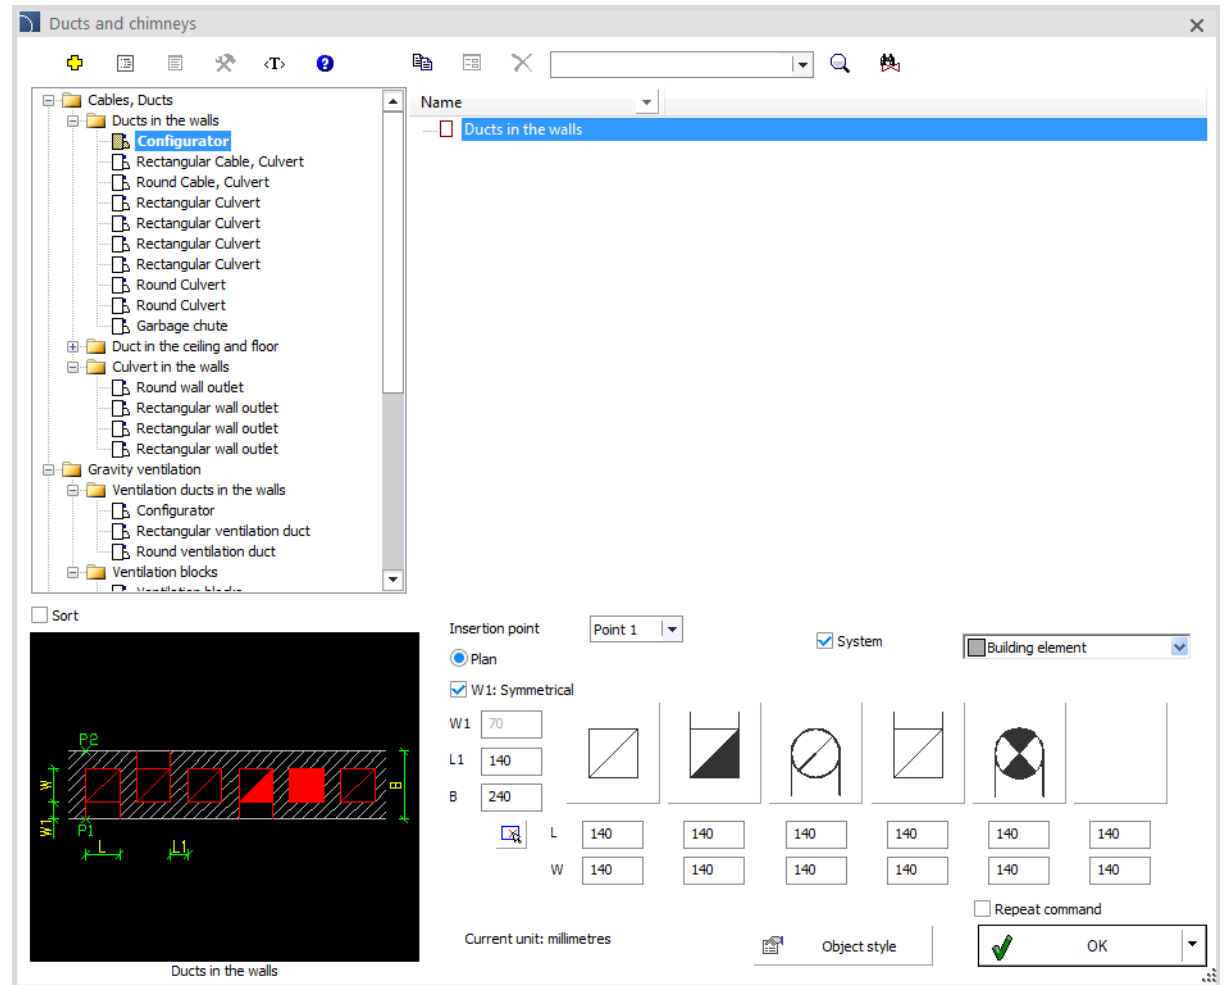 Ducts and chimneys
<T>
?
Cables, Ducts
Ducts in the walls
Configurator
Rectangular Cable, Culvert
Round Cable, Culvert
Rectangular Culvert
Rectangular Culvert
Rectangular Culvert
Rectangular Culvert
Round Culvert
Round Culvert
Garbage chute
Duct in the ceiling and floor
Culvert in the walls
Round wall outlet
Rectangular wall outlet
Rectangular wall outlet
Rectangular wall outlet
Gravity ventilation
Ventilation ducts in the walls
Configurator
Rectangular ventilation duct
Round ventilation duct
Ventilation blocks
Ventilation blocks
Name
Ducts in the walls
Sort
P2
W
B
W1
P1
L
L1
Ducts in the walls
Insertion point Point 1
System
Building element
Plan
W1: Symmetrical
W1 70
L1 140
B 240
L 140 140 140 140 140 140
W 140 140 140 140 140 140
Repeat command
Current unit: millimetres
Object style
OK